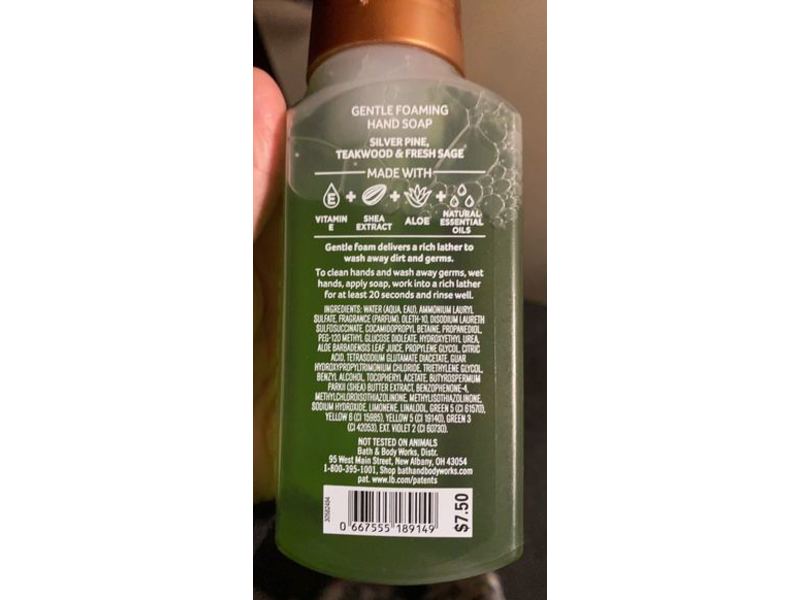 GENTLE FOAMING
HAND SOAP
SILVER PINE,
TEAKWOOD & FRESH SAGE
MADE WITH
E + + +
VITAMIN E
SHEA EXTRACT
ALOE
NATURAL ESSENTIAL OILS
Gentle foam delivers a rich lather to
wash away dirt and germs.
To clean hands and wash away germs, wet
hands, apply soap, work into a rich lather
for at least 20 seconds and rinse well.
INGREDIENTS: WATER (AQUA, EAU), AMMONIUM LAURYL
SULFATE, FRAGRANCE (PARFUM), OLETH-10, DISODIUM LAURETH
SULFOSUCCINATE, COCAMIDOPROPYL BETAINE, PROPANEDIOL,
PEG-120 METHYL GLUCOSE DIOLEATE, HYDROXYETHYL UREA,
ALOE BARBADENSIS LEAF JUICE, PROPYLENE GLYCOL, CITRIC
ACID, TETRASODIUM GLUTAMATE DIACETATE, GUAR
HYDROXYPROPYLTRIMONIUM CHLORIDE, TRIETHYLENE GLYCOL,
BENZYL ALCOHOL, TOCOPHERYL ACETATE, BUTYROSPERMUM
PARKII (SHEA) BUTTER EXTRACT, BENZOPHENONE-4,
METHYLCHLOROISOTHIAZOLINONE, METHYLISOTHIAZOLINONE,
SODIUM HYDROXIDE, LIMONENE, LINALOOL, GREEN 5 (CI 61570),
YELLOW 6 (CI 15985), YELLOW 5 (CI 19140), GREEN 3
(CI 42053), EXT. VIOLET 2 (CI 60730).
NOT TESTED ON ANIMALS
Bath & Body Works, Distr.
95 West Main Street, New Albany, OH 43054
1-800-395-1001, Shop bathandbodyworks.com
pat. www.lb.com/patents
30582404
0 667555 189149
$7.50